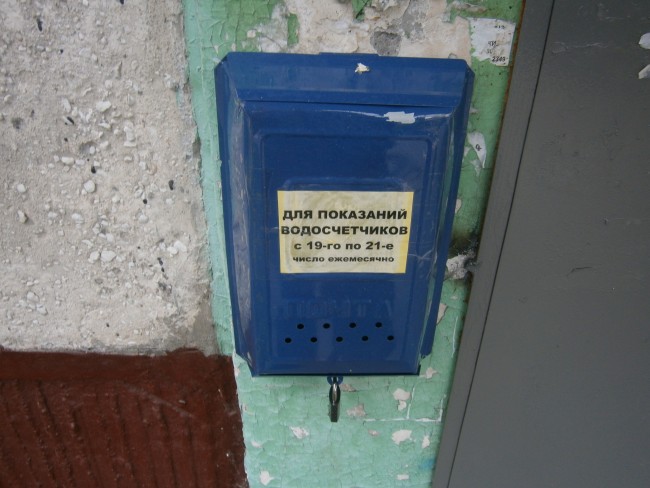 ДЛЯ ПОКАЗАНИЙ
ВОДОСЧЕТЧИКОВ
с 19-го по 21-е
число ежемесячно
ПОЧТА